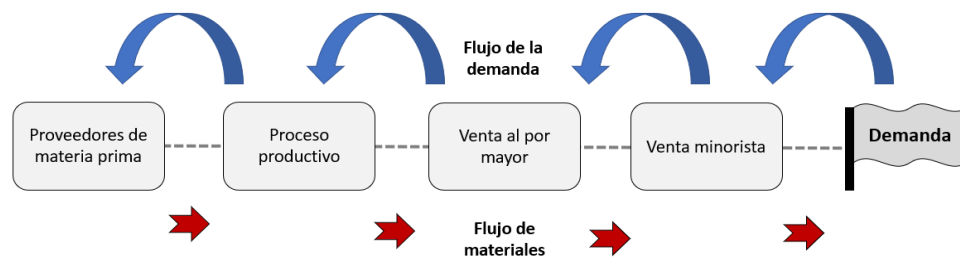 Flujo de la
demanda
Proveedores de
materia prima
Proceso
productivo
Venta al por
mayor
Venta minorista
Demanda
Flujo de
materiales